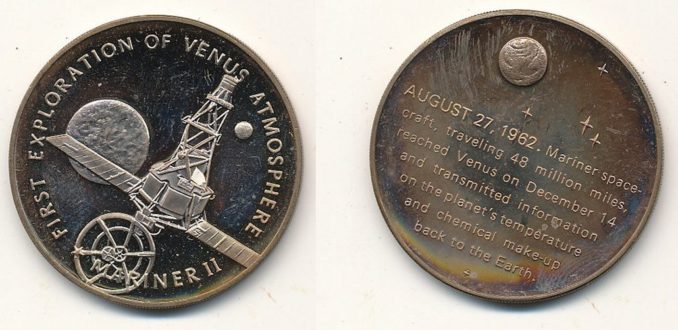 FIRST EXPLORATION OF VENUS ATMOSPHERE
MARINER II
AUGUST 27, 1962. Mariner space-
craft, traveling 48 million miles,
reached Venus on December 14
and transmitted information
on the planet's temperature
and chemical make-up
back to the Earth.